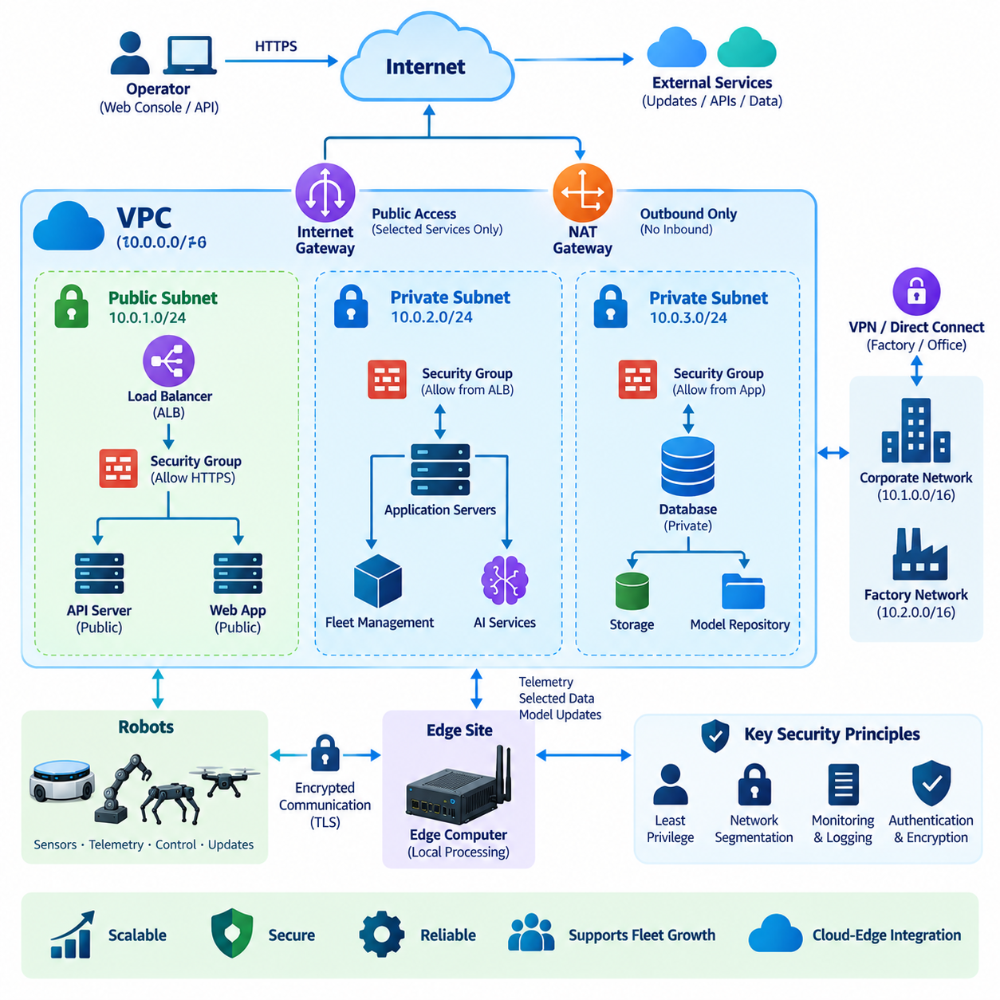 HTTPS
Internet
Operator
(Web Console / API)
External Services
(Updates / APIs / Data)
VPC
Internet
Gateway
Public Access
(Selected Services Only)
NAT
Gateway
Outbound Only
(No Inbound)
Public Subnet
10.0.1.0/24
Load Balancer
(ALB)
Security Group
(Allow HTTPS)
API Server
(Public)
Web App
(Public)
Private Subnet
10.0.2.0/24
Security Group
(Allow from ALB)
Application Servers
Fleet Management
AI Services
Private Subnet
10.0.3.0/24
Security Group
(Allow from App)
Database
(Private)
Storage
Model Repository
VPN / Direct Connect
(Factory / Office)
Corporate Network
(10.1.0.0/16)
Factory Network
(10.2.0.0/16)
Telemetry
Selected Data
Model Updates
Robots
Sensors · Telemetry · Control · Updates
Encrypted
Communication
(TLS)
Edge Site
Edge Computer
(Local Processing)
Key Security Principles
Least
Privilege
Network
Segmentation
Monitoring
& Logging
Authentication
& Encryption
Scalable
Secure
Reliable
Supports Fleet Growth
Cloud-Edge Integration